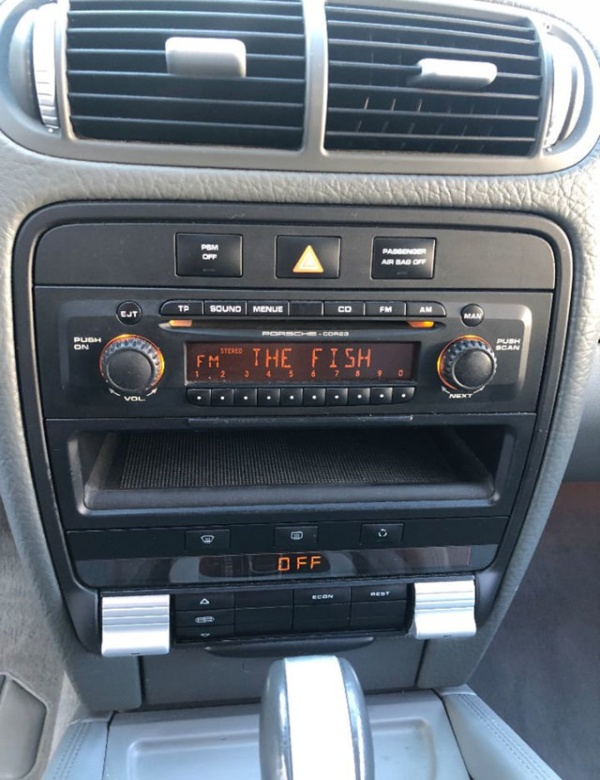 PSM
OFF
PASSENGER
AIR BAG OFF
EJT
TP SOUND MENUE CD FM AM
MAN
PORSCHE - CDR23
PUSH
ON
PUSH
SCAN
FM STEREO THE FISH
1 2 3 4 5 6 7 8 9 0
VOL
NEXT
OFF
ECON REST